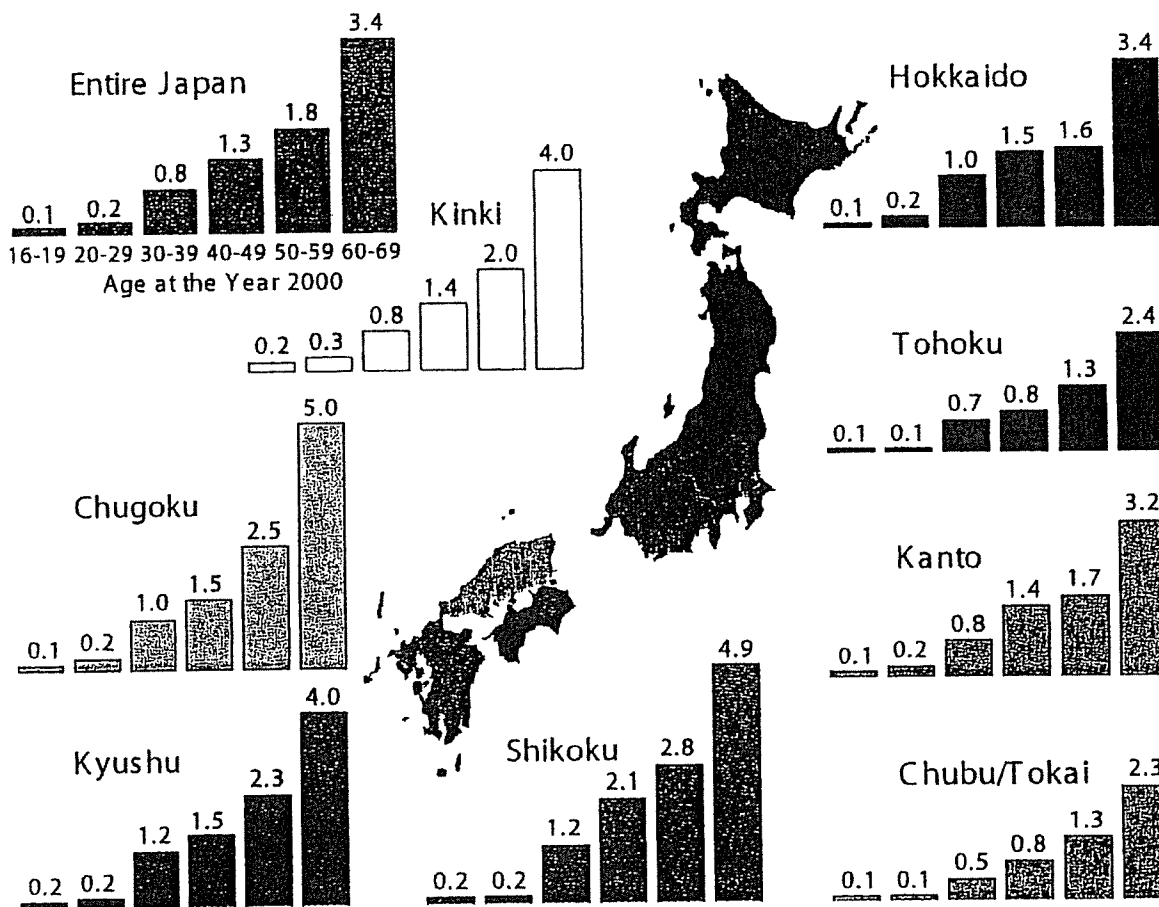 Entire Japan
0.1 0.2 0.8 1.3 1.8 3.4
16-19 20-29 30-39 40-49 50-59 60-69
Age at the Year 2000
Kinki
0.2 0.3 0.8 1.4 2.0 4.0
Hokkaido
0.1 0.2 1.0 1.5 1.6 3.4
Tohoku
0.1 0.1 0.7 0.8 1.3 2.4
Chugoku
0.1 0.2 1.0 1.5 2.5 5.0
Kanto
0.1 0.2 0.8 1.4 1.7 3.2
Kyushu
0.2 0.2 1.2 1.5 2.3 4.0
Shikoku
0.2 0.2 1.2 2.1 2.8 4.9
Chubu/Tokai
0.1 0.1 0.5 0.8 1.3 2.3